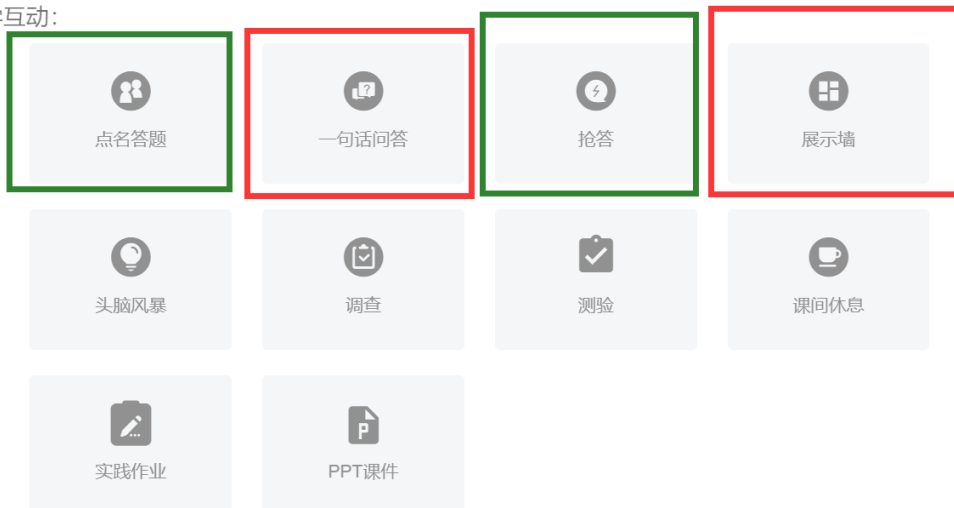 学互动：
点名答题 一句话问答 抢答 展示墙
头脑风暴 调查 测验 课间休息
实践作业 PPT课件